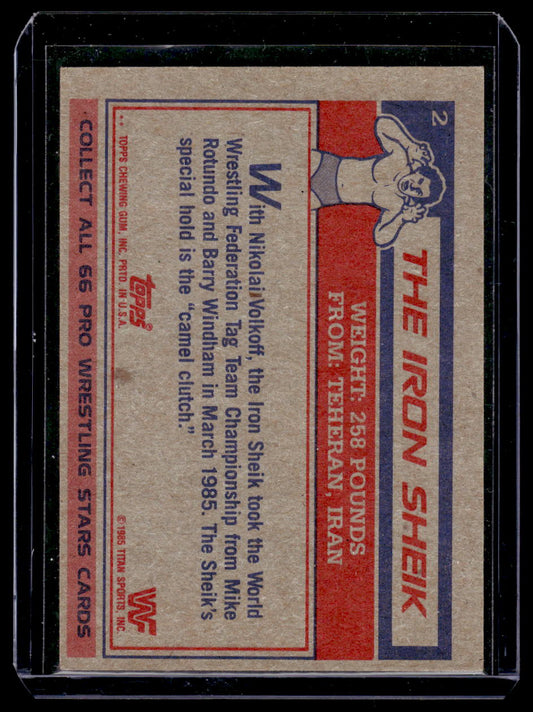 2
THE IRON SHEIK
WEIGHT: 258 POUNDS
FROM: TEHERAN, IRAN
With Nikolai Volkoff, the Iron Sheik took the World
Wrestling Federation Tag Team Championship from Mike
Rotundo and Barry Windham in March 1985. The Sheik's
special hold is the "camel clutch."
topps®
W
** TOPPS CHEWING GUM, INC. PRTD. IN U.S.A.
©1985 TITAN SPORTS, INC.
COLLECT ALL 66 PRO WRESTLING STARS CARDS